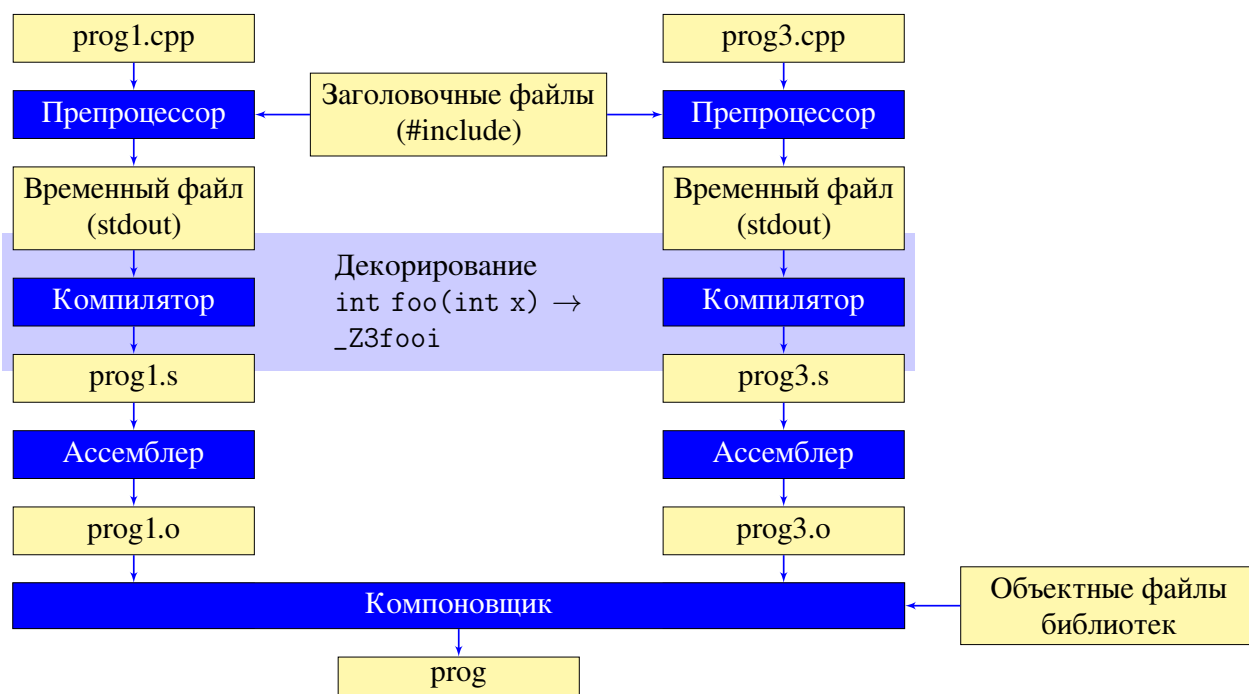 prog1.cpp
prog3.cpp
Препроцессор
Заголовочные файлы
(#include)
Препроцессор
Временный файл
(stdout)
Временный файл
(stdout)
Декорирование
int foo(int x) →
_Z3fooi
Компилятор
Компилятор
prog1.s
prog3.s
Ассемблер
Ассемблер
prog1.o
prog3.o
Компоновщик
Объектные файлы
библиотек
prog